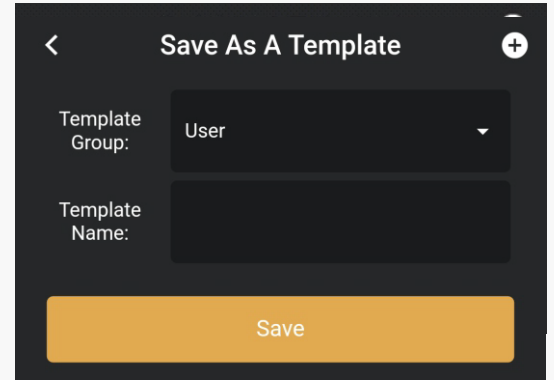 Save As A Template
Template
Group:
User
Template
Name:
Save